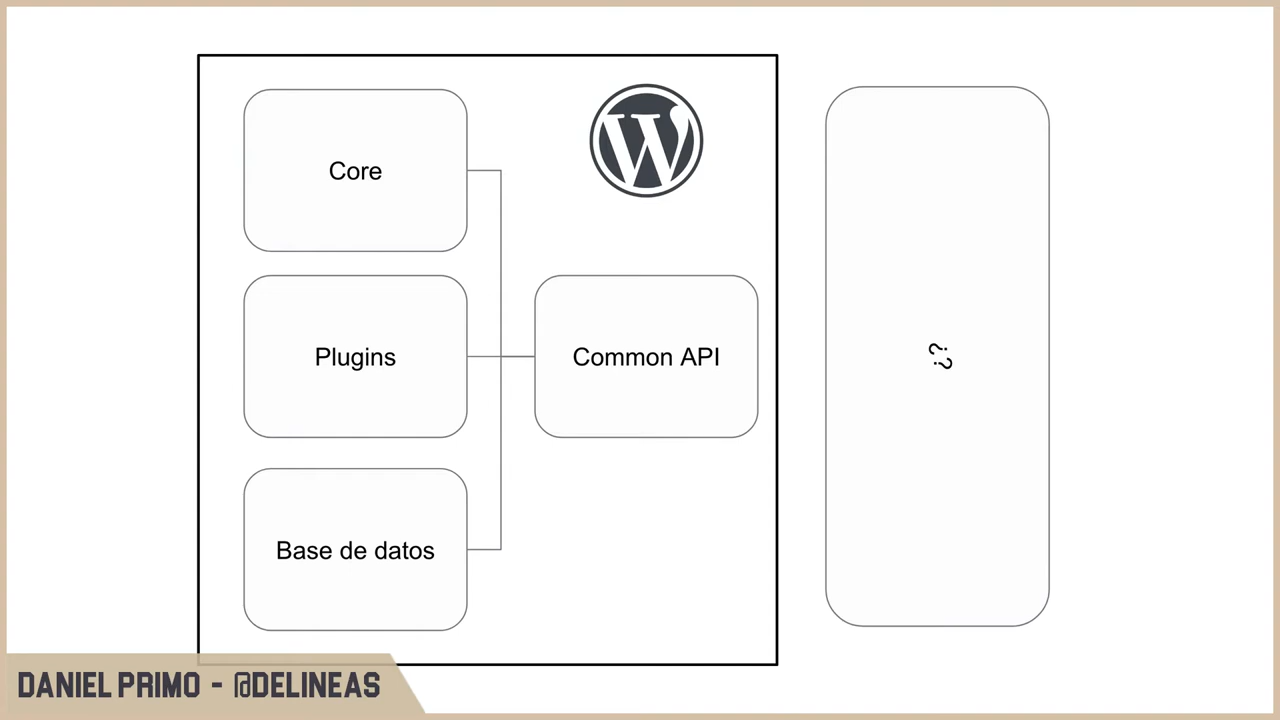 Core
Plugins
Common API
Base de datos
??
DANIEL PRIMO - @DELINEAS